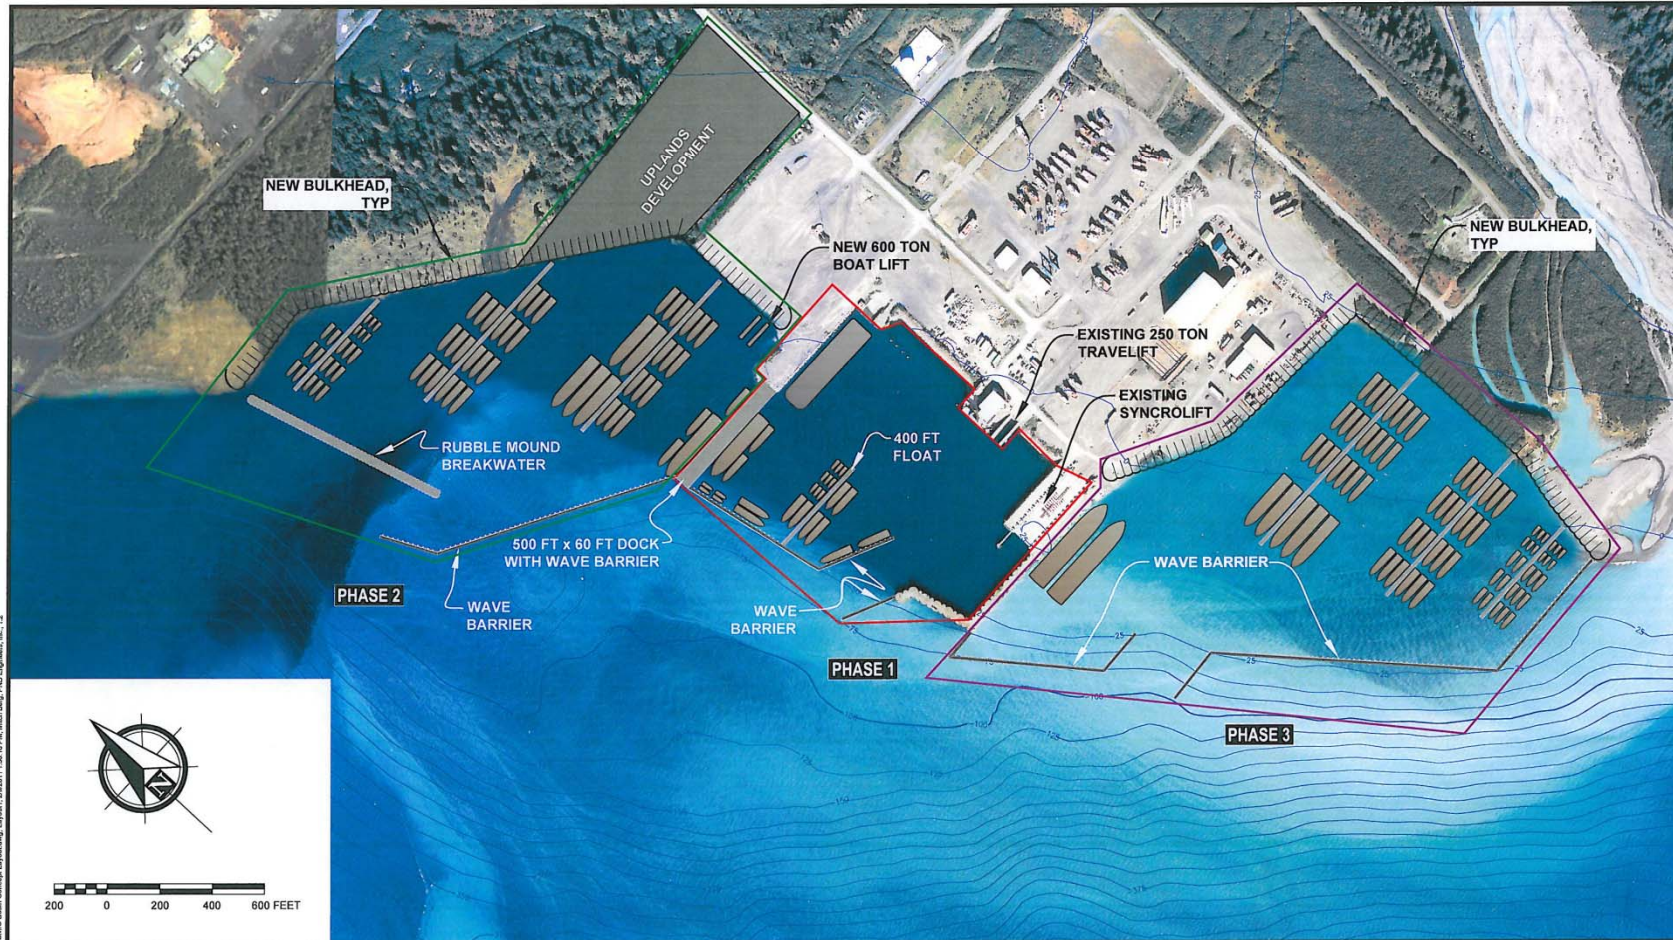 UPLANDS
DEVELOPMENT
NEW BULKHEAD,
TYP
NEW 600 TON
BOAT LIFT
NEW BULKHEAD,
TYP
EXISTING 250 TON
TRAVELIFT
EXISTING
SYNCROLIFT
RUBBLE MOUND
BREAKWATER
400 FT
FLOAT
500 FT x 60 FT DOCK
WITH WAVE BARRIER
WAVE BARRIER
PHASE 2
WAVE
BARRIER
WAVE
BARRIER
PHASE 1
PHASE 3
N
200 0 200 400 600 FEET